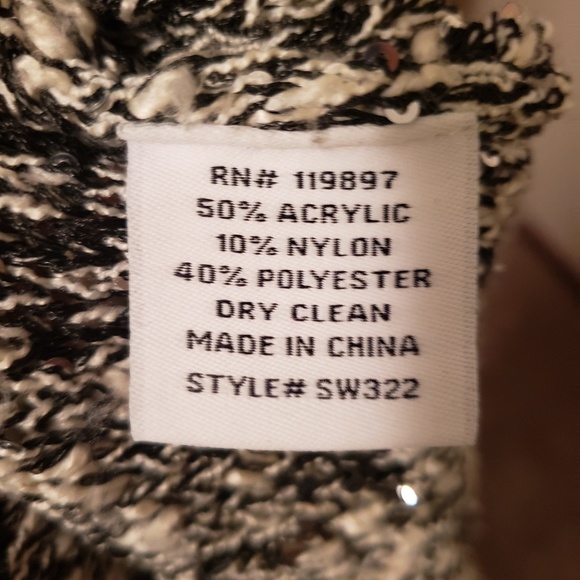 RN# 119897
50% ACRYLIC
10% NYLON
40% POLYESTER
DRY CLEAN
MADE IN CHINA
STYLE# SW322